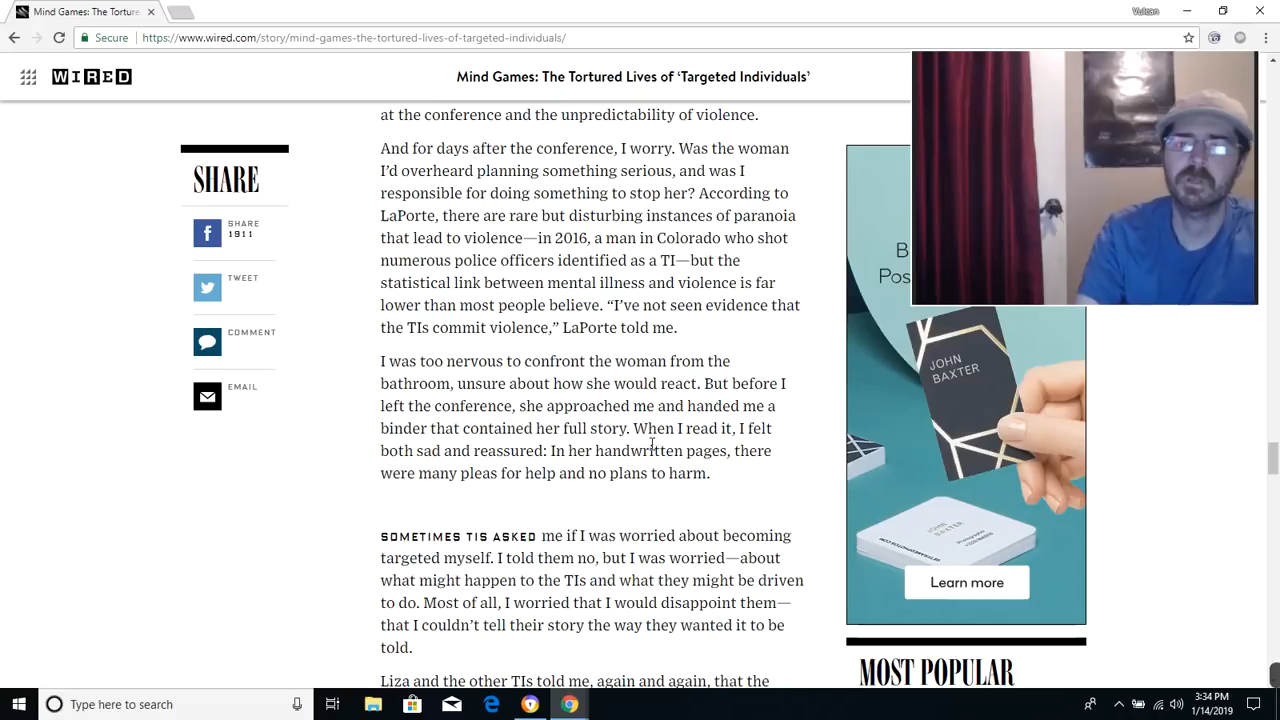 Mind Games: The Torture
Vulcan
Secure
https://www.wired.com/story/mind-games-the-tortured-lives-of-targeted-individuals/
WIRED
Mind Games: The Tortured Lives of ‘Targeted Individuals’
at the conference and the unpredictability of violence.
And for days after the conference, I worry. Was the woman
I’d overheard planning something serious, and was I
responsible for doing something to stop her? According to
LaPorte, there are rare but disturbing instances of paranoia
that lead to violence—in 2016, a man in Colorado who shot
numerous police officers identified as a TI—but the
statistical link between mental illness and violence is far
lower than most people believe. “I’ve not seen evidence that
the TIs commit violence,” LaPorte told me.
I was too nervous to confront the woman from the
bathroom, unsure about how she would react. But before I
left the conference, she approached me and handed me a
binder that contained her full story. When I read it, I felt
both sad and reassured: In her handwritten pages, there
were many pleas for help and no plans to harm.
SOMETIMES TIS ASKED me if I was worried about becoming
targeted myself. I told them no, but I was worried—about
what might happen to the TIs and what they might be driven
to do. Most of all, I worried that I would disappoint them—
that I couldn’t tell their story the way they wanted it to be
told.
Liza and the other TIs told me, again and again, that the
SHARE
SHARE
1911
TWEET
COMMENT
EMAIL
B
Pos
JOHN
BAXTER
JOHN
BAXTER
Learn more
MOST POPULAR
Type here to search
3:34 PM
1/14/2019